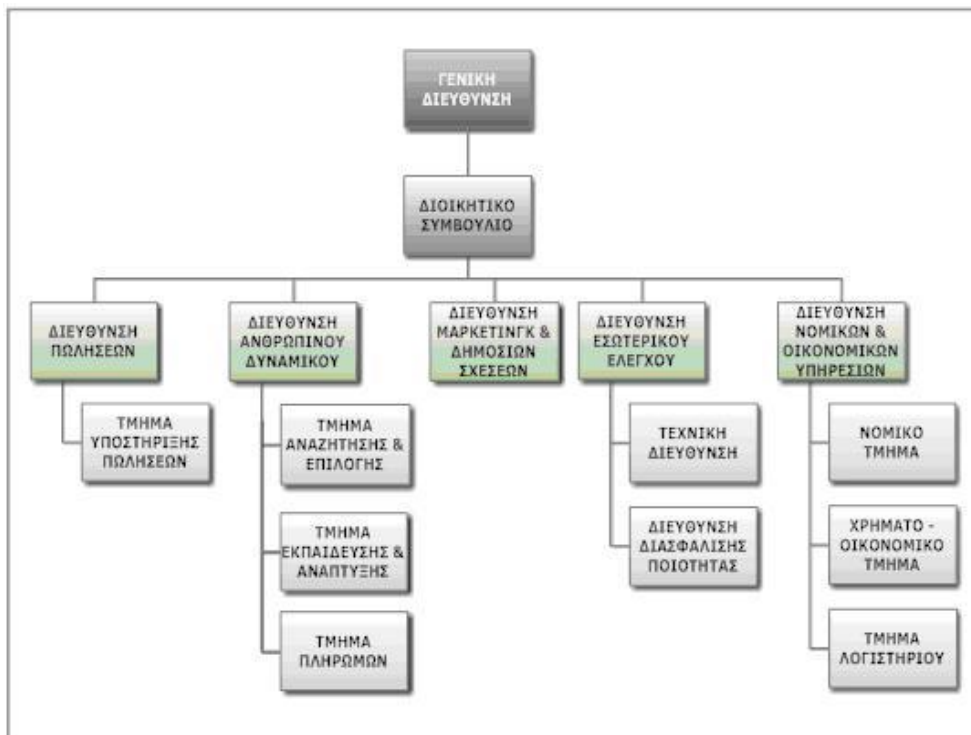 ΓΕΝΙΚΗ
ΔΙΕΥΘΥΝΣΗ
ΔΙΟΙΚΗΤΙΚΟ
ΣΥΜΒΟΥΛΙΟ
ΔΙΕΥΘΥΝΣΗ
ΠΩΛΗΣΕΩΝ
ΔΙΕΥΘΥΝΣΗ
ΑΝΘΡΩΠΙΝΟΥ
ΔΥΝΑΜΙΚΟΥ
ΔΙΕΥΘΥΝΣΗ
ΜΑΡΚΕΤΙΝΓΚ &
ΔΗΜΟΣΙΩΝ
ΣΧΕΣΕΩΝ
ΔΙΕΥΘΥΝΣΗ
ΕΣΩΤΕΡΙΚΟΥ
ΕΛΕΓΧΟΥ
ΔΙΕΥΘΥΝΣΗ
ΝΟΜΙΚΩΝ &
ΟΙΚΟΝΟΜΙΚΩΝ
ΥΠΗΡΕΣΙΩΝ
ΤΜΗΜΑ
ΥΠΟΣΤΗΡΙΞΗΣ
ΠΩΛΗΣΕΩΝ
ΤΜΗΜΑ
ΑΝΑΖΗΤΗΣΗΣ &
ΕΠΙΛΟΓΗΣ
ΤΜΗΜΑ
ΕΚΠΑΙΔΕΥΣΗΣ &
ΑΝΑΠΤΥΞΗΣ
ΤΜΗΜΑ
ΠΛΗΡΩΜΩΝ
ΤΕΧΝΙΚΗ
ΔΙΕΥΘΥΝΣΗ
ΔΙΕΥΘΥΝΣΗ
ΔΙΑΣΦΑΛΙΣΗΣ
ΠΟΙΟΤΗΤΑΣ
ΝΟΜΙΚΟ
ΤΜΗΜΑ
ΧΡΗΜΑΤΟ -
ΟΙΚΟΝΟΜΙΚΟ
ΤΜΗΜΑ
ΤΜΗΜΑ
ΛΟΓΙΣΤΗΡΙΟΥ